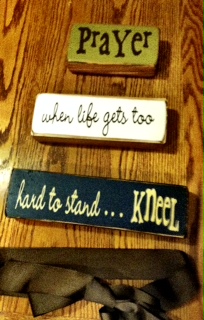 PRAYER
when life gets too
hard to stand ... KNEEL